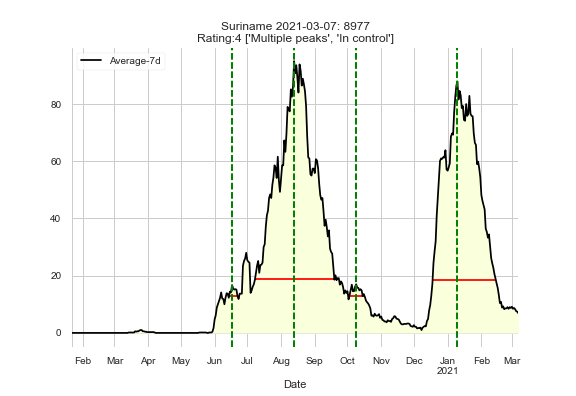 Suriname 2021-03-07: 8977
Rating:4 ['Multiple peaks', 'In control']
Average-7d
80
60
40
20
0
Feb Mar Apr May Jun Jul Aug Sep Oct Nov Dec Jan Feb Mar
2021
Date